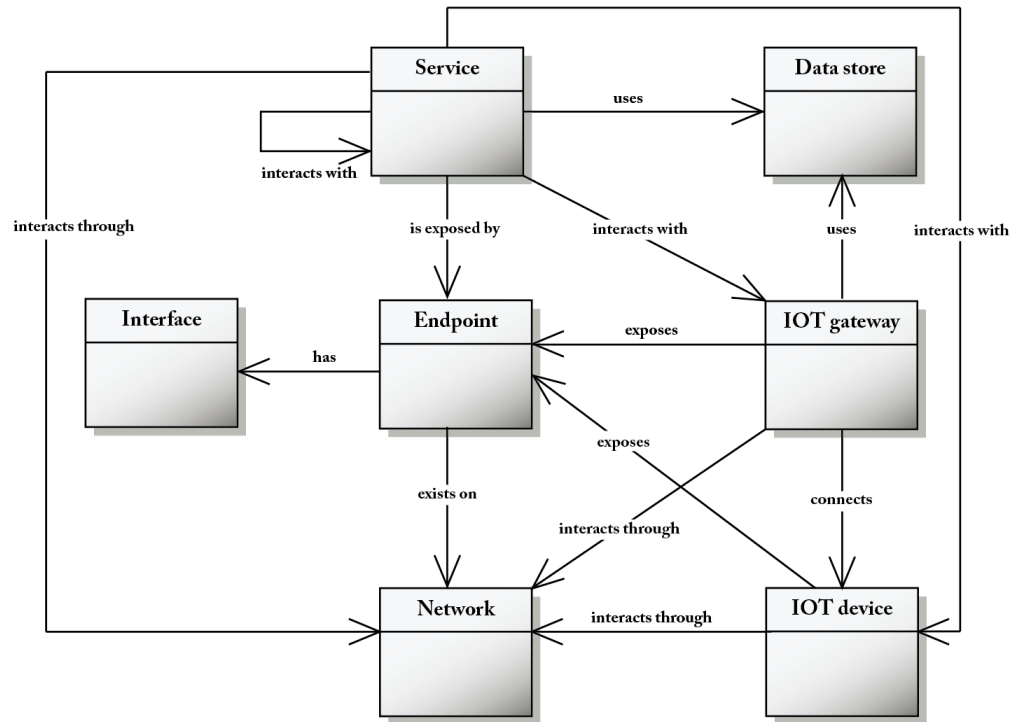 Service
Data store
uses
interacts with
interacts through
is exposed by
interacts with
uses
interacts with
Interface
Endpoint
IOT gateway
exposes
has
exposes
exists on
connects
interacts through
Network
IOT device
interacts through